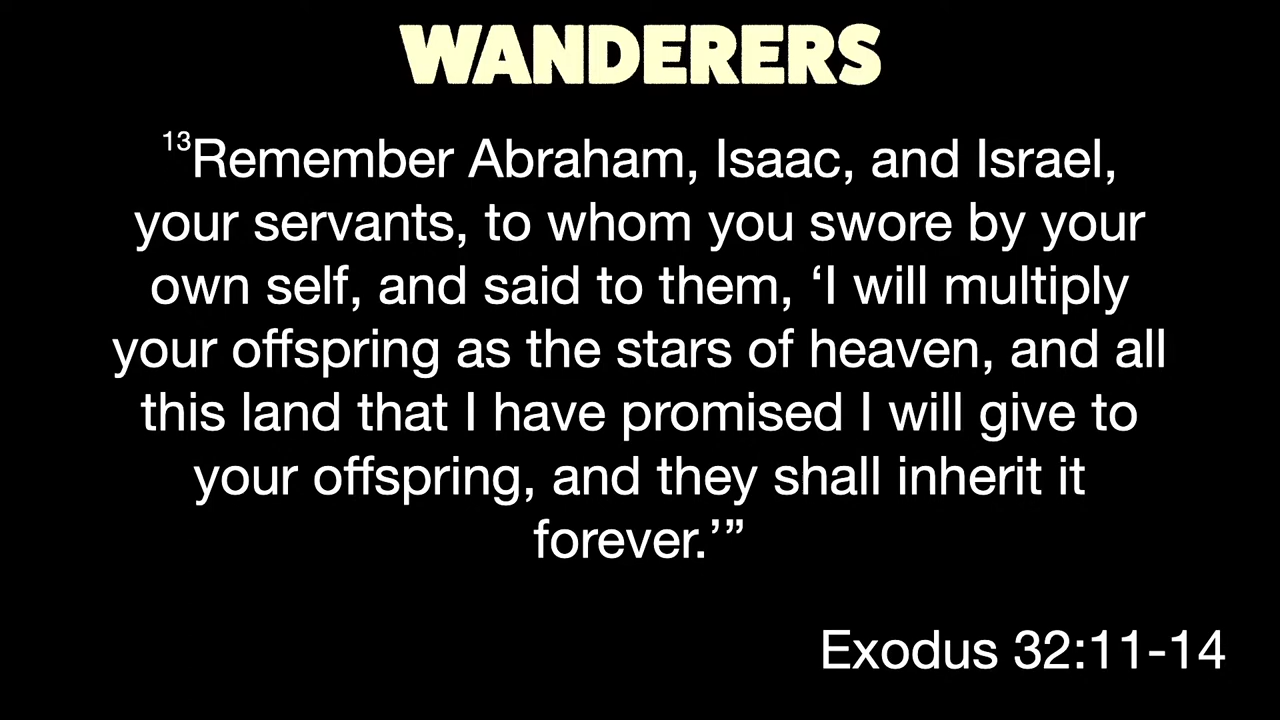 WANDERERS
¹³Remember Abraham, Isaac, and Israel,
your servants, to whom you swore by your
own self, and said to them, ‘I will multiply
your offspring as the stars of heaven, and all
this land that I have promised I will give to
your offspring, and they shall inherit it
forever.’”
Exodus 32:11-14